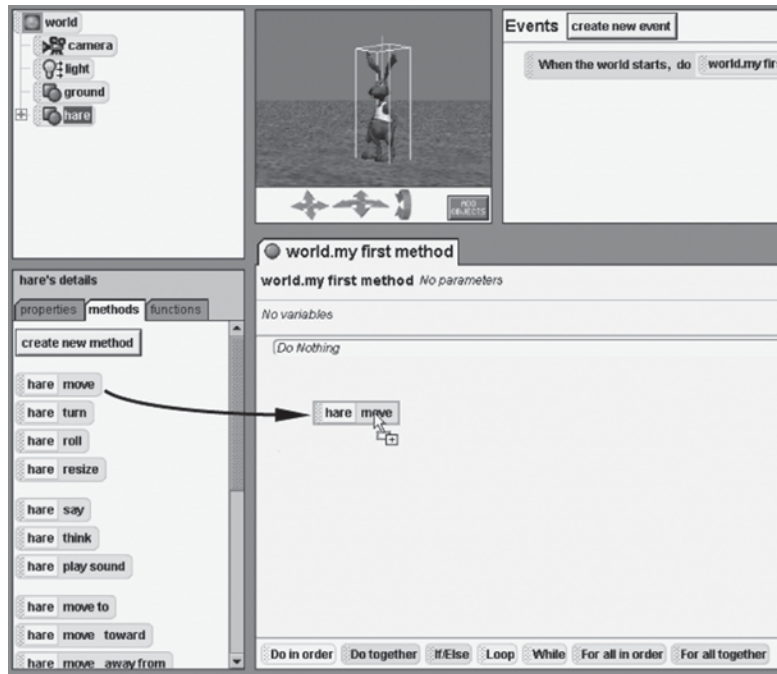 world
camera
light
ground
hare
ADD
OBJECTS
Events create new event
When the world starts, do world.my firs
hare's details
properties methods functions
create new method
hare move
hare turn
hare roll
hare resize
hare say
hare think
hare play sound
hare move to
hare move toward
hare move away from
world.my first method
world.my first method No parameters
No variables
Do Nothing
hare move
Do in order Do together If/Else Loop While For all in order For all together